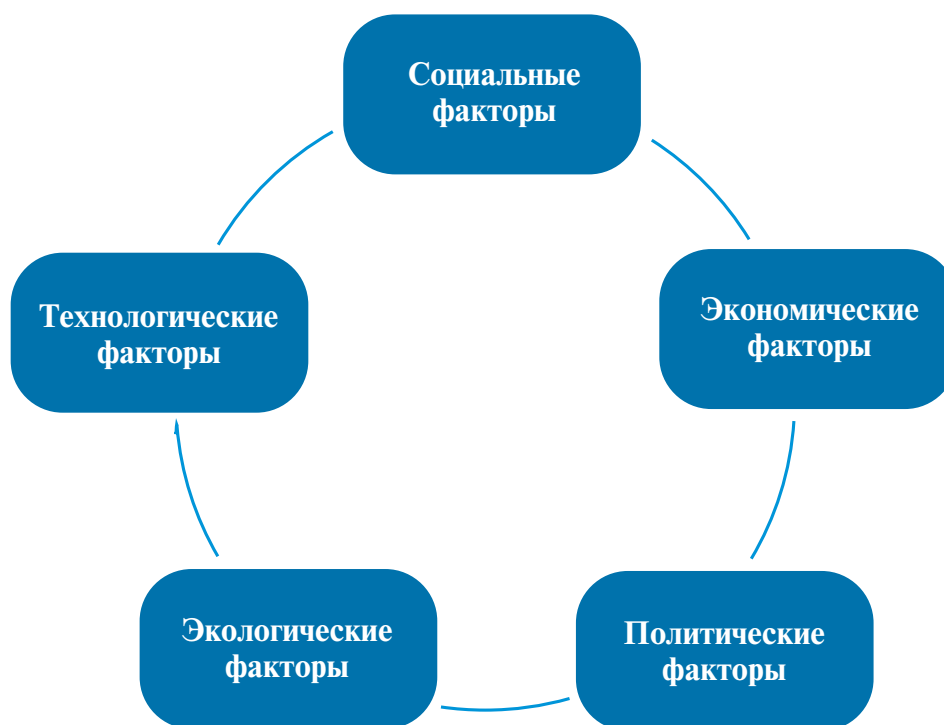 Социальные
факторы
Экономические
факторы
Политические
факторы
Экологические
факторы
Технологические
факторы